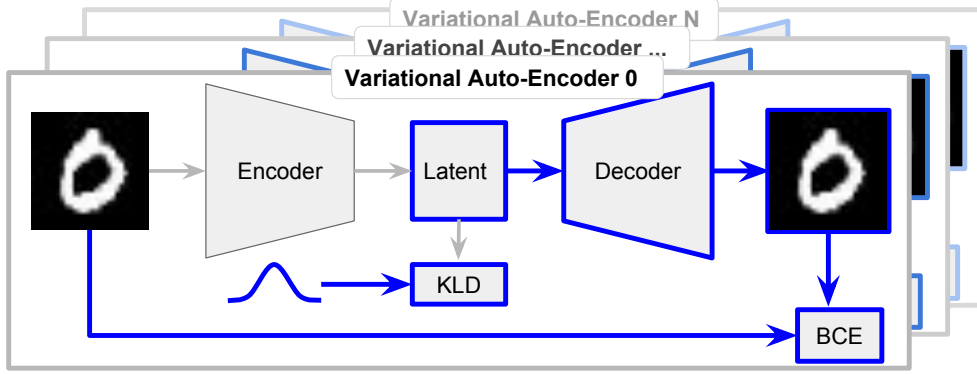 Variational Auto-Encoder N
Variational Auto-Encoder ...
Variational Auto-Encoder 0
Encoder
Latent
Decoder
KLD
BCE